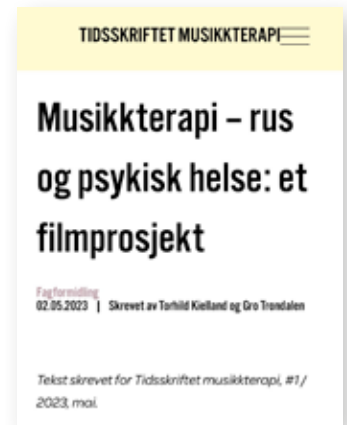 TIDSSKRIFTET MUSIKKTERAPI
Musikkterapi – rus
og psykisk helse: et
filmprosjekt
Fagformidling
02.05.2023 | Skrevet av Torhild Kielland og Gro Trondalen
Tekst skrevet for Tidsskriftet musikkterapi, #1/
2023, mai.